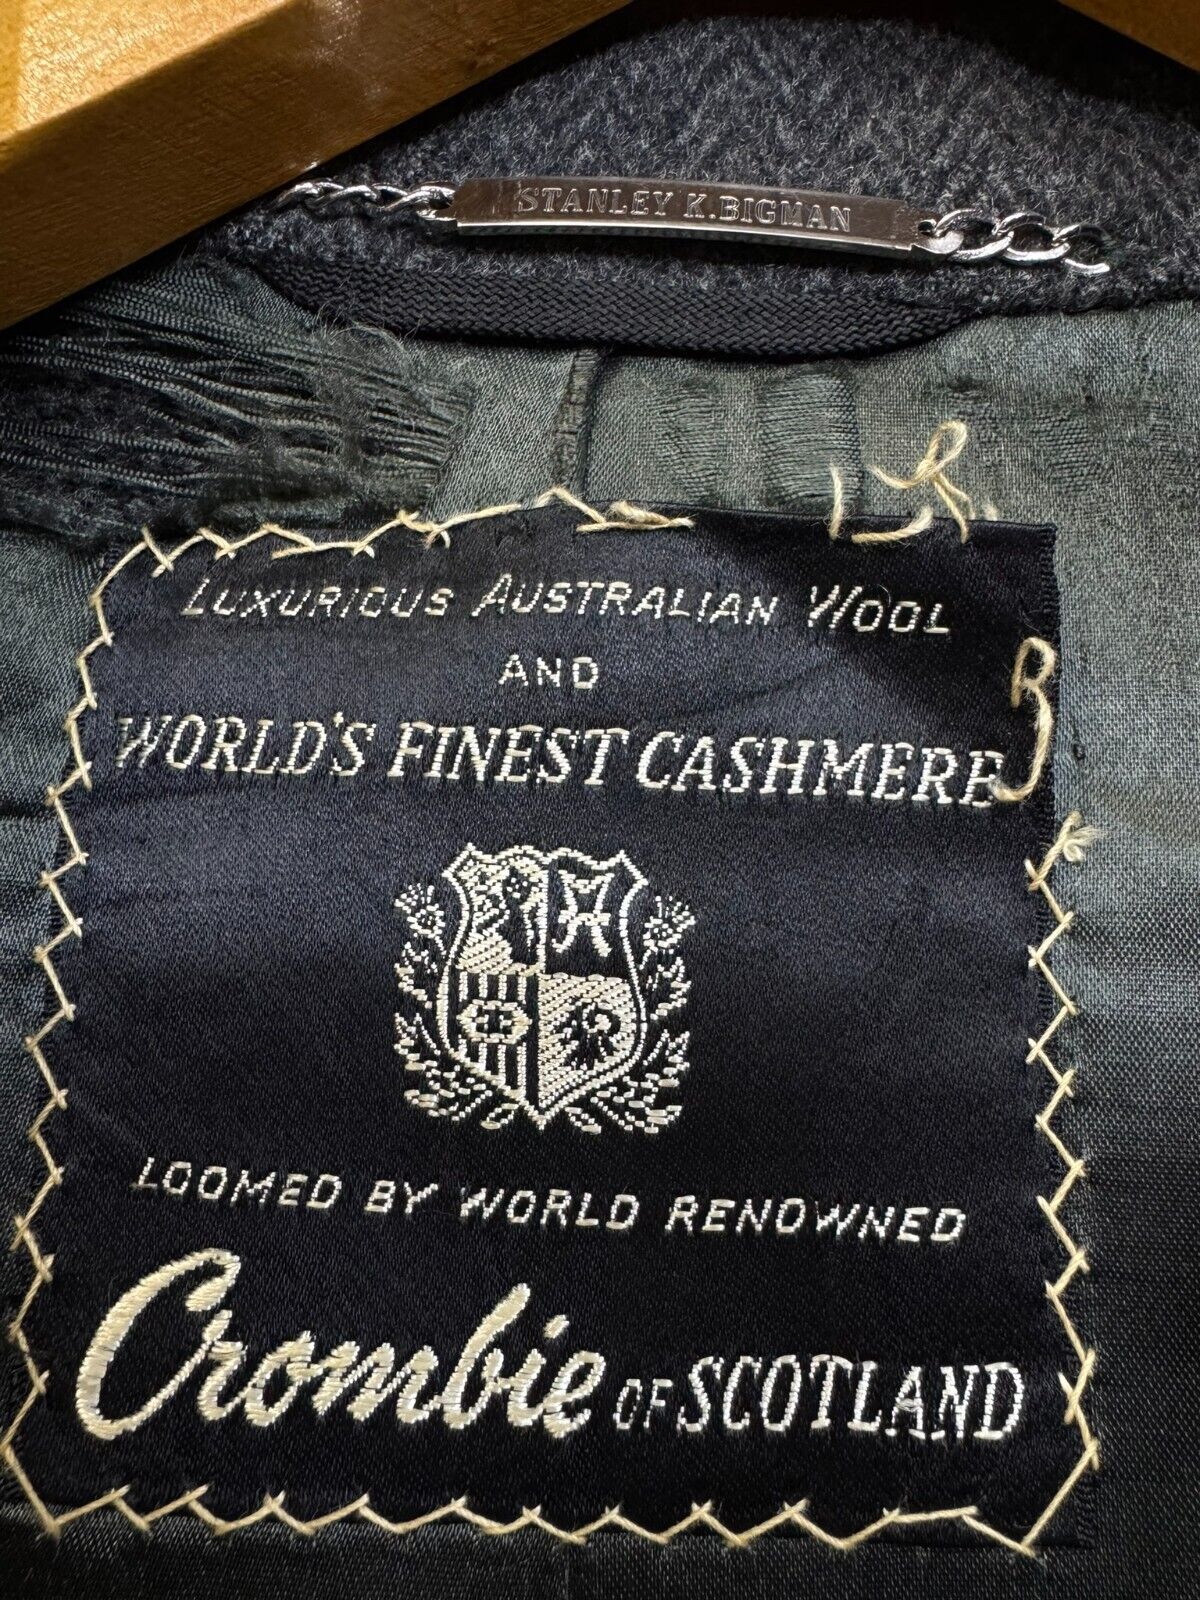 STANLEY K. BIGMAN
LUXURIOUS AUSTRALIAN WOOL
AND
WORLD'S FINEST CASHMERE
LOOMED BY WORLD RENOWNED
Crombie OF SCOTLAND